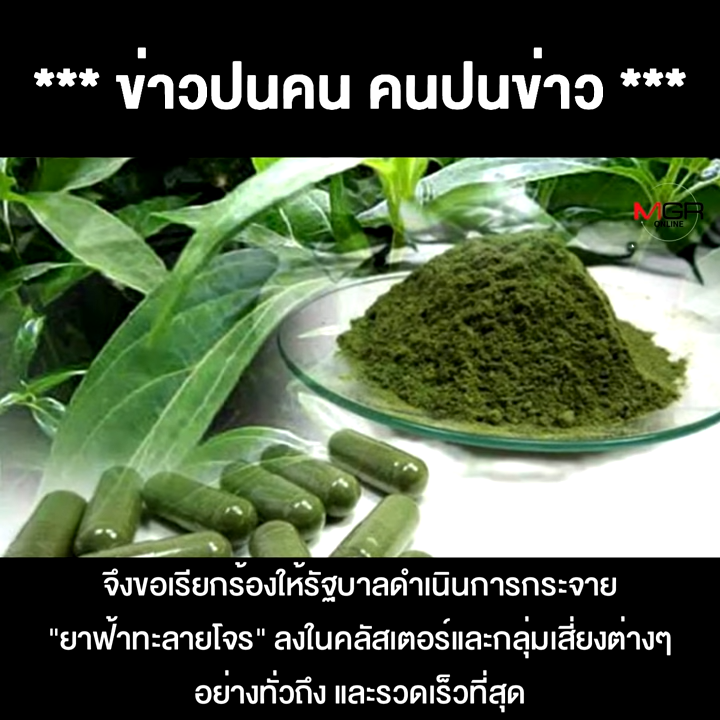 *** ข่าวปนคน คนปนข่าว ***
MGR
ONLINE
จึงขอเรียกร้องให้รัฐบาลดำเนินการกระจาย
"ยาฟ้าทะลายโจร" ลงในคลัสเตอร์และกลุ่มเสี่ยงต่างๆ
อย่างทั่วถึง และรวดเร็วที่สุด